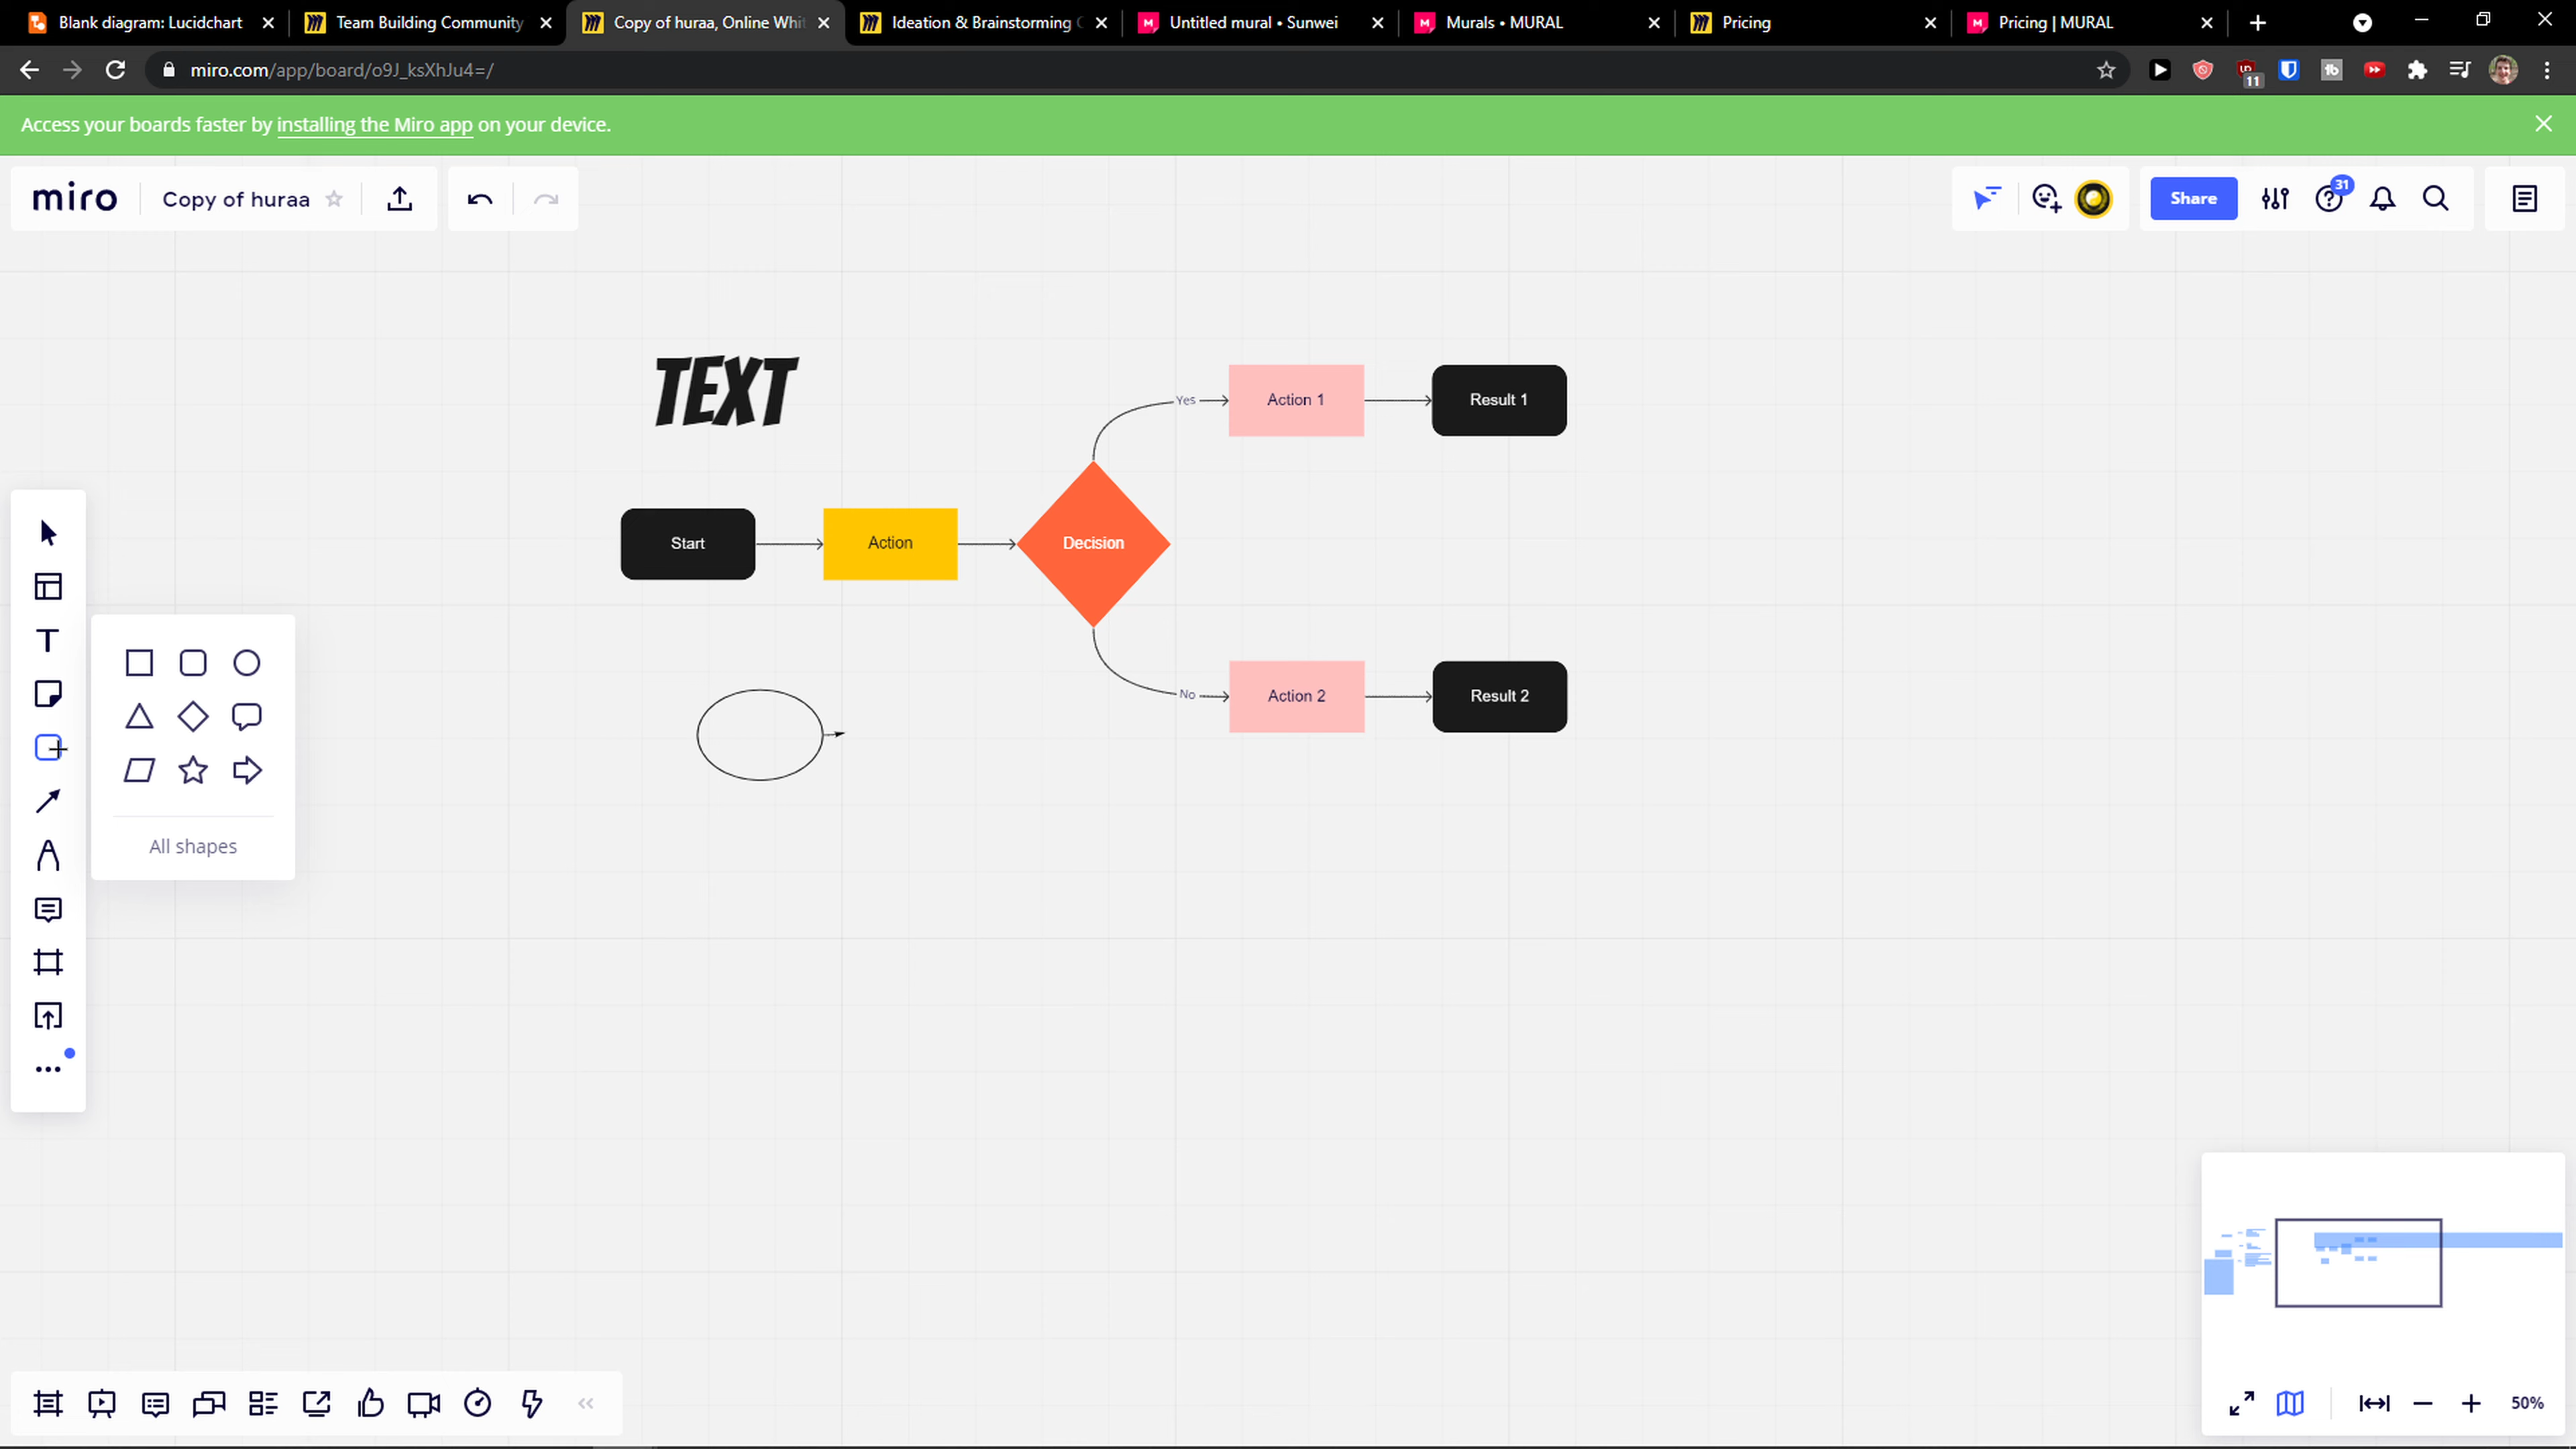 Blank diagram: Lucidchart
Team Building Community
Copy of huraa, Online Whit
Ideation & Brainstorming
Untitled mural • Sunwei
Murals • MURAL
Pricing
Pricing | MURAL
miro.com/app/board/o9J_ksXhJu4=/
11
Access your boards faster by installing the Miro app on your device.
miro
Copy of huraa
Share
31
TEXT
Yes
Action 1
Result 1
Start
Action
Decision
No
Action 2
Result 2
T
All shapes
50%